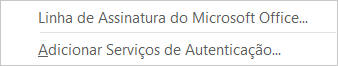 Linha de Assinatura do Microsoft Office...
Adicionar Serviços de Autenticação...